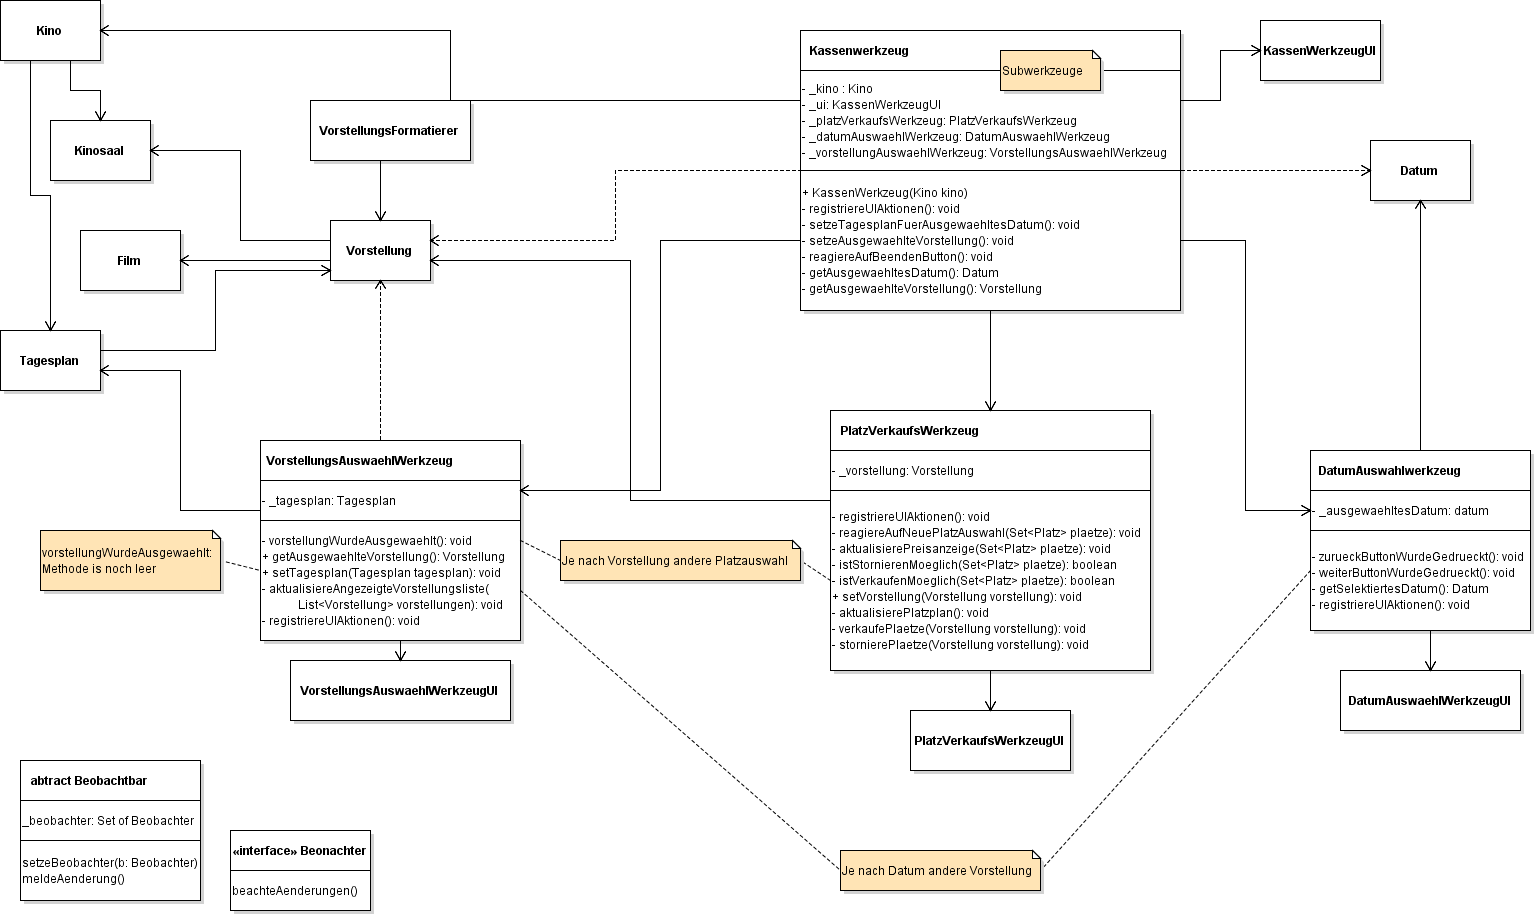 Kino
Kinosaal
Film
Tagesplan
VorstellungsFormatierer
Vorstellung
Kassenwerkzeug
Subwerkzeuge
- _kino : Kino
- _ui: KassenWerkzeugUI
- _platzVerkaufsWerkzeug: PlatzVerkaufsWerkzeug
- _datumAuswaehlWerkzeug: DatumAuswaehlWerkzeug
- _vorstellungAuswaehlWerkzeug: VorstellungsAuswaehlWerkzeug
+ KassenWerkzeug(Kino kino)
- registriereUIAktionen(): void
- setzeTagesplanFuerAusgewaehltesDatum(): void
- setzeAusgewaehlteVorstellung(): void
- reagiereAufBeendenButton(): void
- getAusgewaehltesDatum(): Datum
- getAusgewaehlteVorstellung(): Vorstellung
KassenWerkzeugUI
Datum
VorstellungsAuswaehlWerkzeug
- _tagesplan: Tagesplan
- vorstellungWurdeAusgewaehlt(): void
+ getAusgewaehlteVorstellung(): Vorstellung
+ setTagesplan(Tagesplan tagesplan): void
- aktualisiereAngezeigteVorstellungsliste(
List<Vorstellung> vorstellungen): void
- registriereUIAktionen(): void
vorstellungWurdeAusgewaehlt:
Methode is noch leer
VorstellungsAuswaehlWerkzeugUI
Je nach Vorstellung andere Platzauswahl
PlatzVerkaufsWerkzeug
- _vorstellung: Vorstellung
- registriereUIAktionen(): void
- reagiereAufNeuePlatzAuswahl(Set<Platz> plaetze): void
- aktualisierePreisanzeige(Set<Platz> plaetze): void
- istStornierenMoeglich(Set<Platz> plaetze): boolean
- istVerkaufenMoeglich(Set<Platz> plaetze): boolean
+ setVorstellung(Vorstellung vorstellung): void
- aktualisierePlatzplan(): void
- verkaufePlaetze(Vorstellung vorstellung): void
- stornierePlaetze(Vorstellung vorstellung): void
PlatzVerkaufsWerkzeugUI
DatumAuswahlwerkzeug
- _ausgewaehltesDatum: datum
- zurueckButtonWurdeGedrueckt(): void
- weiterButtonWurdeGedrueckt(): void
- getSelektiertesDatum(): Datum
- registriereUIAktionen(): void
DatumAuswaehlWerkzeugUI
abtract Beobachtbar
_beobachter: Set of Beobachter
setzeBeobachter(b: Beobachter)
meldeAenderung()
«interface» Beonachter
beachteAenderungen()
Je nach Datum andere Vorstellung